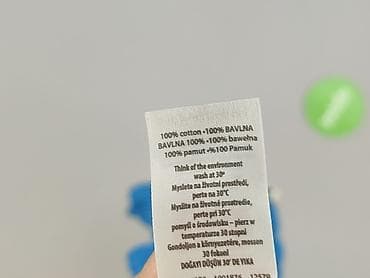 100% cotton •100% BAVLNA
BAVLNA 100% •100% bawełna
100% pamut •%100 Pamuk
Think of the environment
wash at 30°
Myslete na životní prostředí,
perte na 30°C
Myslite na životné prostredie,
perte pri 30°C
pomyśl o środowisku – pierz w
temperaturze 30 stopni
Gondoljon a környezetére, mosson
30 fokoni
DOĞAYI DÜŞÜN 30° DE YIKA